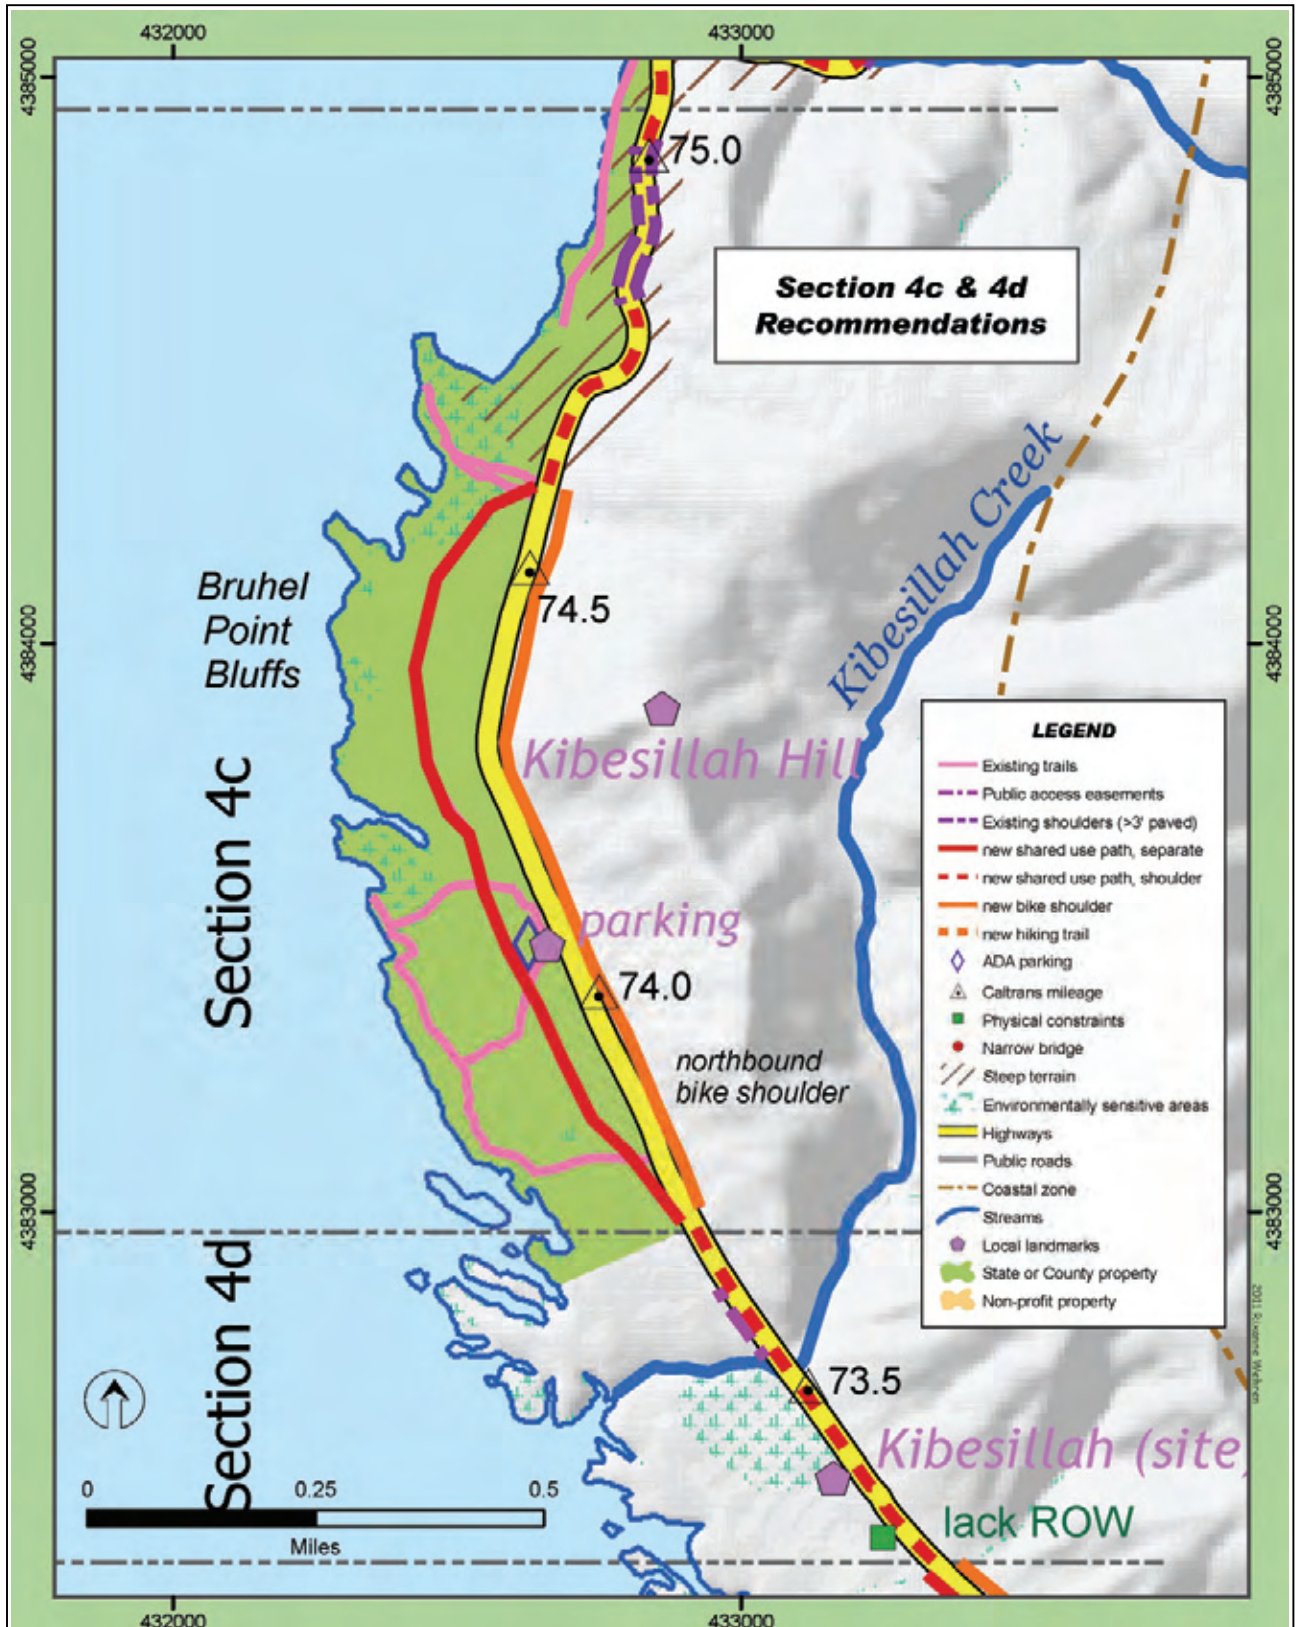 432000
433000
4385000
4385000
75.0
Section 4c & 4d
Recommendations
Kibesillah Creek
Bruhel
Point
Bluffs
74.5
4384000
4384000
Kibesillah Hill
Section 4c
parking
74.0
northbound
bike shoulder
LEGEND
Existing trails
Public access easements
Existing shoulders (>3' paved)
new shared use path, separate
new shared use path, shoulder
new bike shoulder
new hiking trail
ADA parking
Caltrans mileage
Physical constraints
Narrow bridge
Steep terrain
Environmentally sensitive areas
Highways
Public roads
Coastal zone
Streams
Local landmarks
State or County property
Non-profit property
4383000
4383000
Section 4d
2011 Rixanne Wehren
73.5
Kibesillah (site)
lack ROW
0 0.25 0.5
Miles
432000
433000